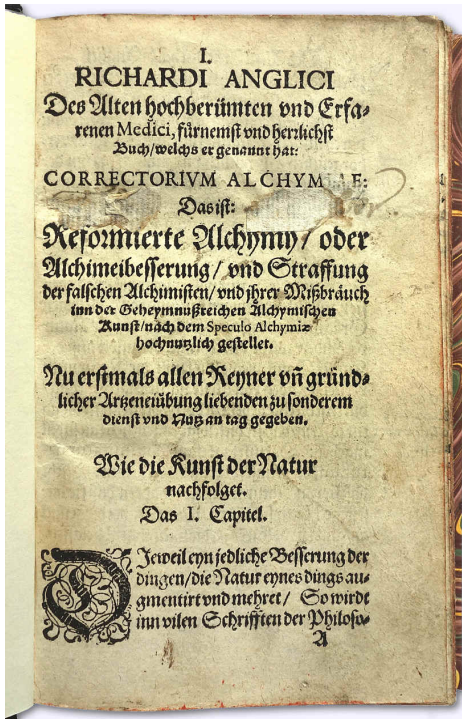 I.
RICHARDI ANGLICI
Des Alten hochberümten vnd Erfa-
renen Medici, fürnemst vnd herrlichst
Buch/welchs er genannt hat:
CORRECTORIVM ALCHYMIAE:
Das ist:
Reformierte Alchymy / oder
Alchimeibesserung / vnd Straffung
der falschen Alchimisten/vnd jhrer Mißbräuch
inn der Geheymnußreichen Alchymischen
Kunst/nach dem Speculo Alchymiæ
hochnutzlich gestellet.
Nu erstmals allen Reyner vñ gründ-
licher Artzeneiübung liebenden zu sonderem
dienst vnd Nutz an tag gegeben.
Wie die Kunst der Natur
nachfolget.
Das I. Capitel.
DJeweil eyn jedliche Besserung der
dingen/die Natur eynes dings au-
gmentirt vnd mehret/ So wirdt
inn vilen Schrifften der Philoso-
A